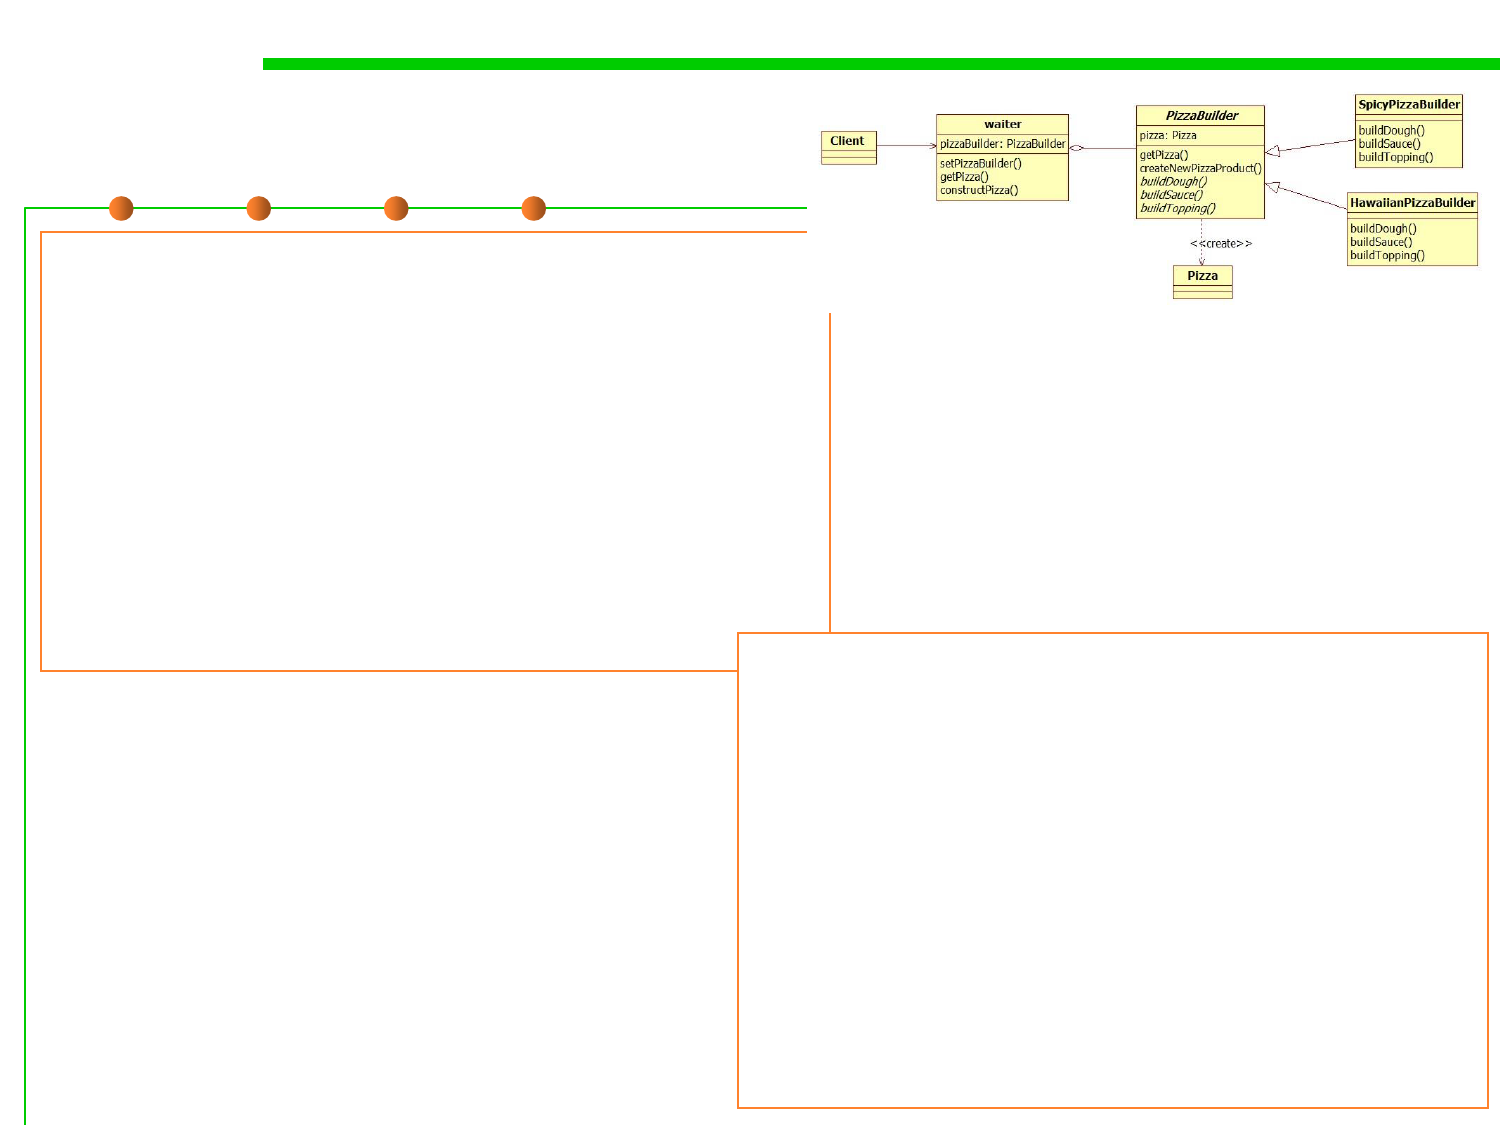 Client
waiter
pizzaBuilder: PizzaBuilder
setPizzaBuilder()
getPizza()
constructPizza()
PizzaBuilder
pizza: Pizza
getPizza()
createNewPizzaProduct()
buildDough()
buildSauce()
buildTopping()
<<create>>
Pizza
SpicyPizzaBuilder
buildDough()
buildSauce()
buildTopping()
HawaiianPizzaBuilder
buildDough()
buildSauce()
buildTopping()